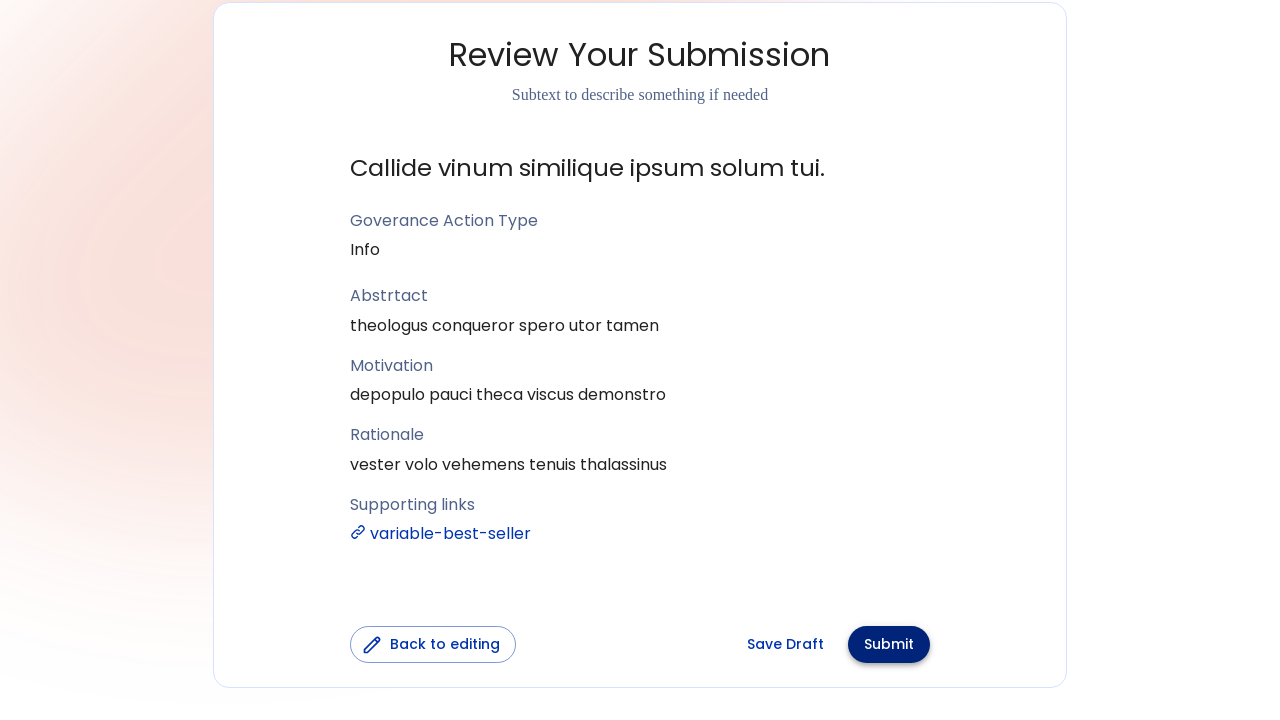 Review Your Submission
Subtext to describe something if needed
Callide vinum similique ipsum solum tui.
Goverance Action Type
Info
Abstrtact
theologus conqueror spero utor tamen
Motivation
depopulo pauci theca viscus demonstro
Rationale
vester volo vehemens tenuis thalassinus
Supporting links
variable-best-seller
Back to editing
Save Draft
Submit